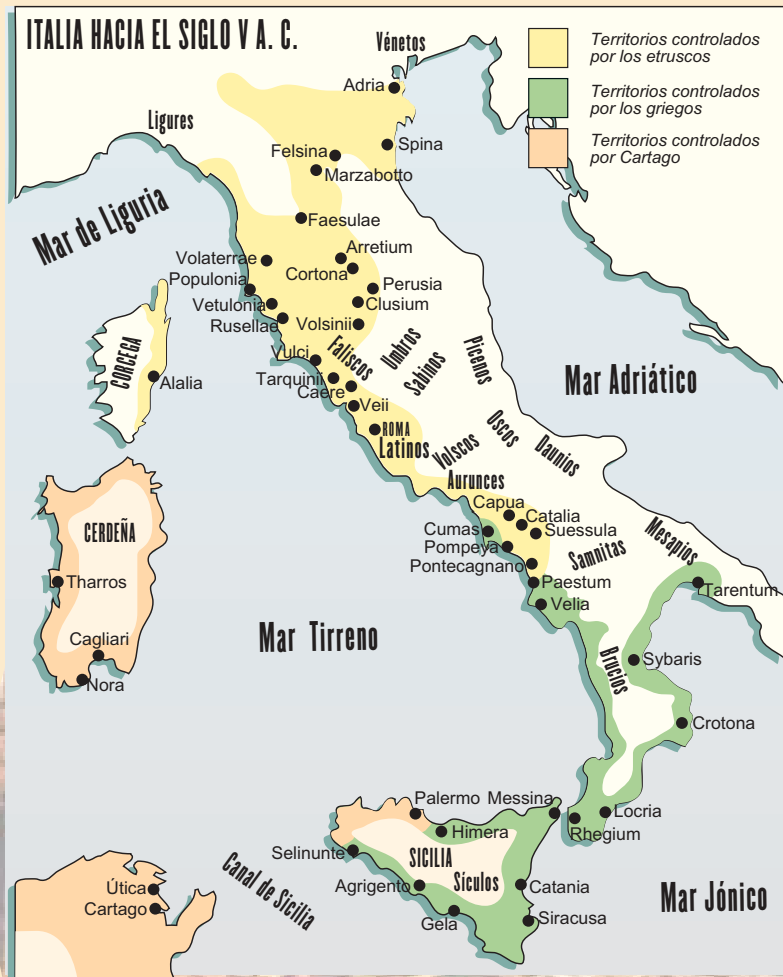 ITALIA HACIA EL SIGLO V A. C.
Vénetos
Territorios controlados
por los etruscos
Territorios controlados
por los griegos
Territorios controlados
por Cartago
Adria
Ligures
Spina
Felsina
Marzabotto
Mar de Liguria
Faesulae
Volaterrae
Arretium
Populonia
Cortona
Perusia
Vetulonia
Clusium
Rusellae
Volsinii
CORCEGA
Alalia
Vulci
Faliscos
Umbros
Sabinos
Picenos
Mar Adriático
Tarquinii
Caere
Veii
ROMA
Latinos
Volscos
Oscos
Daunios
Aurunces
Capua
Catalia
Cumas
Suessula
Pompeya
Samnitas
Mesapios
Pontecagnano
Paestum
Tarentum
Velia
CERDEÑA
Tharros
Cagliari
Nora
Mar Tirreno
Brucios
Sybaris
Crotona
Palermo
Messina
Locria
Himera
Rhegium
Selinunte
SICILIA
Sículos
Agrigento
Catania
Gela
Siracusa
Canal de Sicilia
Mar Jónico
Útica
Cartago